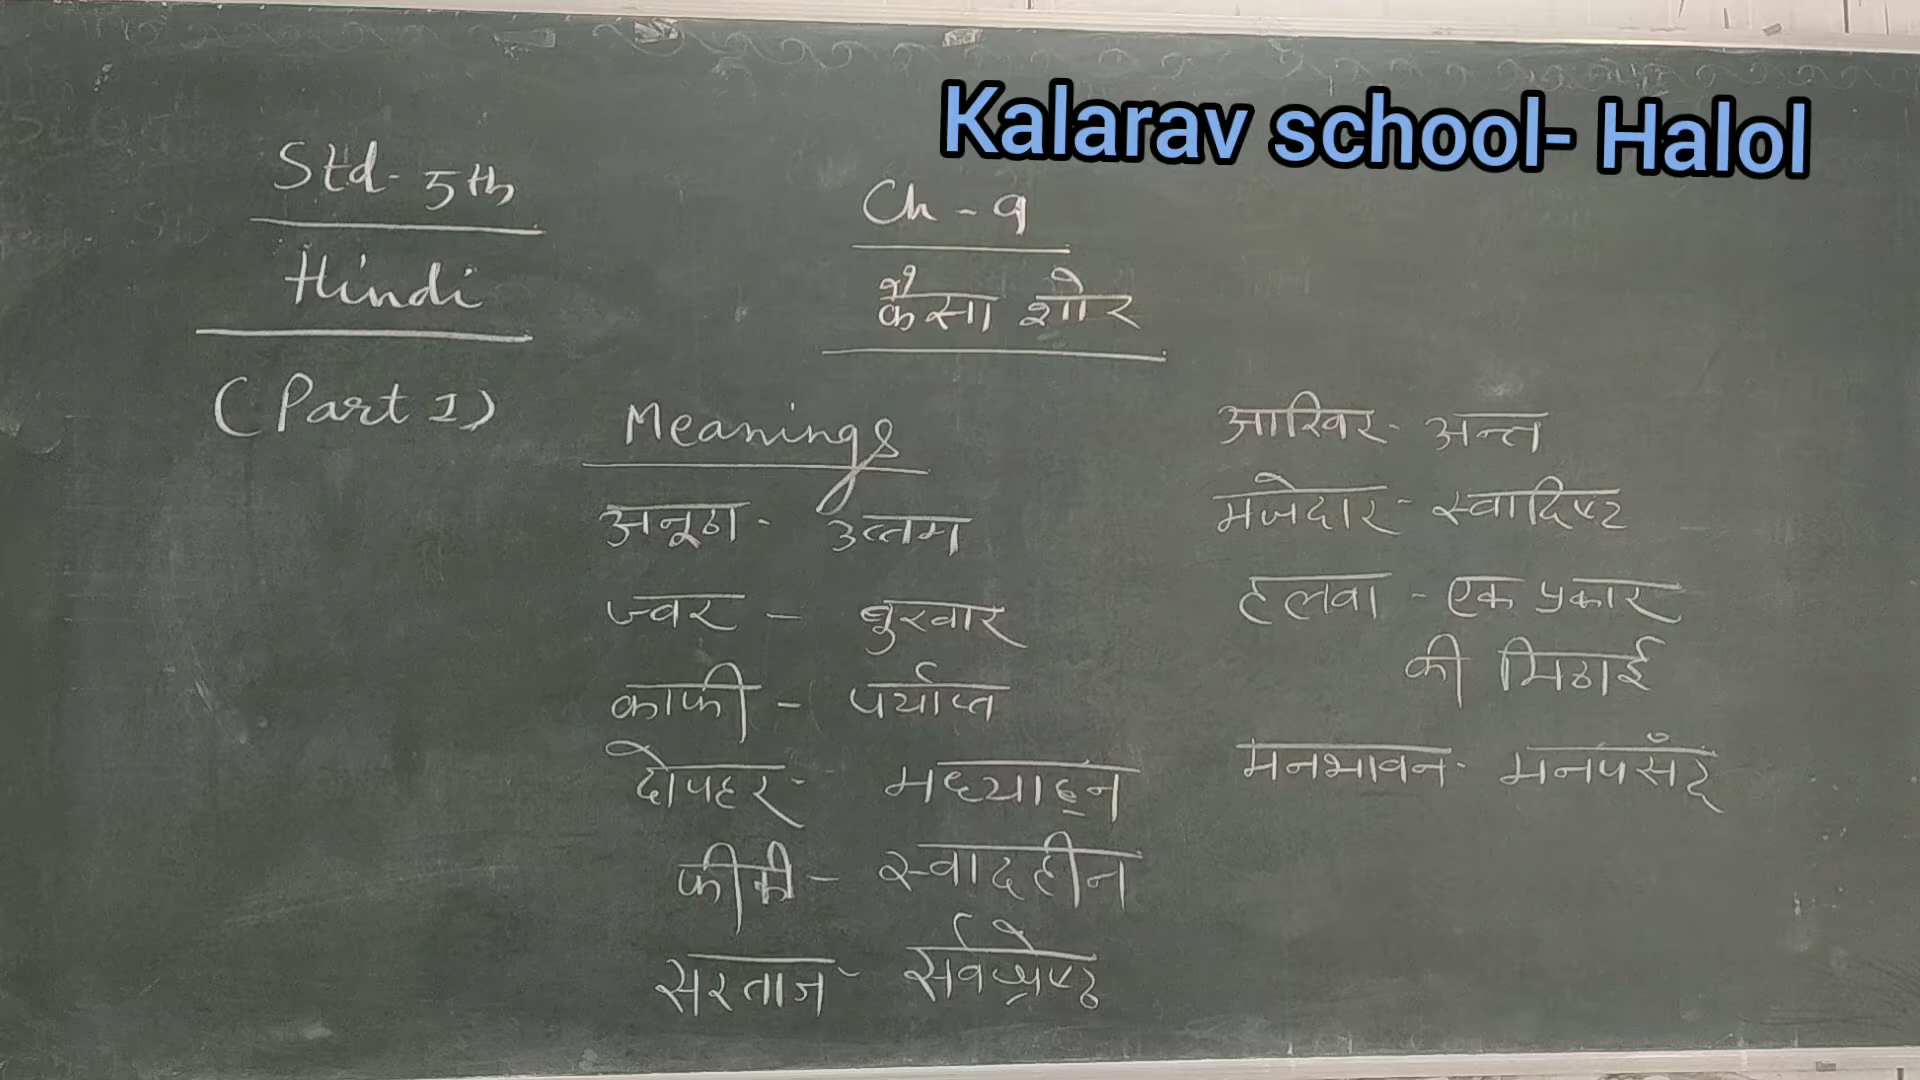 Kalarav school- Halol
Std- 5th
Hindi
(Part 1)
Ch - 9
कैसा शोर
Meanings
अनूठा - उत्तम
ज्वर - बुखार
काफी - पर्याप्त
दोपहर - मध्याह्न
फीकी - स्वादहीन
सरताज - सर्वश्रेष्ठ
आखिर - अन्त
मजेदार - स्वादिष्ट
हलवा - एक प्रकार
की मिठाई
मनभावन - मनपसँद